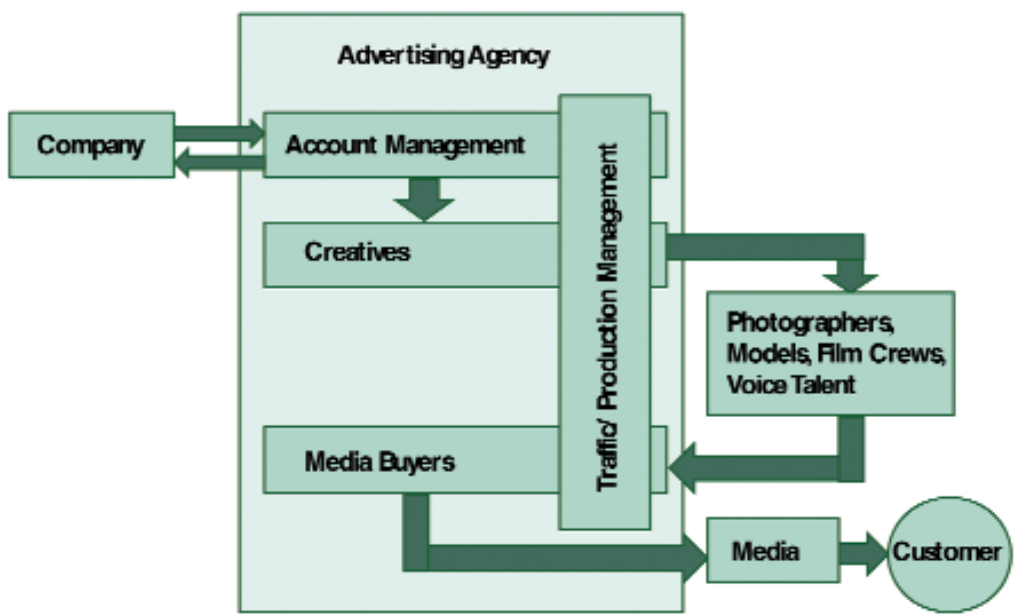 Advertising Agency
Company
Account Management
Creatives
Traffic/ Production Management
Photographers,
Models, Film Crews,
Voice Talent
Media Buyers
Media
Customer